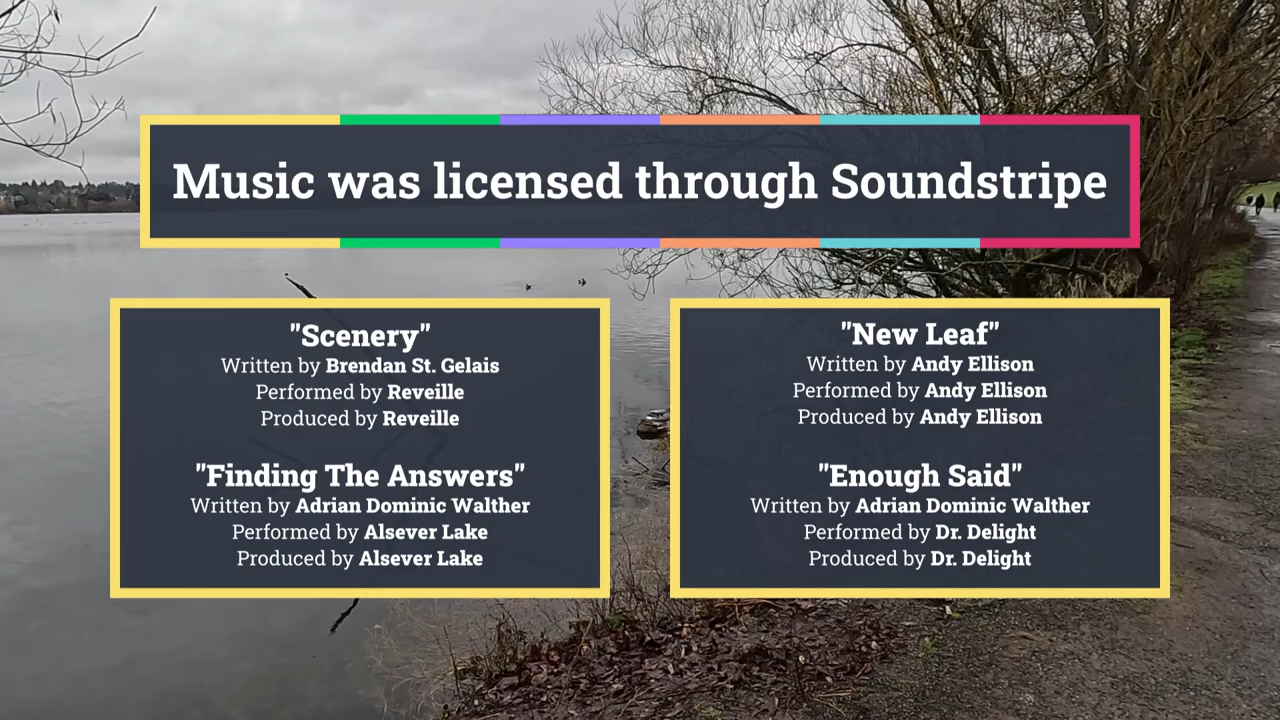 Music was licensed through Soundstripe
"Scenery"
Written by Brendan St. Gelais
Performed by Reveille
Produced by Reveille
"Finding The Answers"
Written by Adrian Dominic Walther
Performed by Alsever Lake
Produced by Alsever Lake
"New Leaf"
Written by Andy Ellison
Performed by Andy Ellison
Produced by Andy Ellison
"Enough Said"
Written by Adrian Dominic Walther
Performed by Dr. Delight
Produced by Dr. Delight